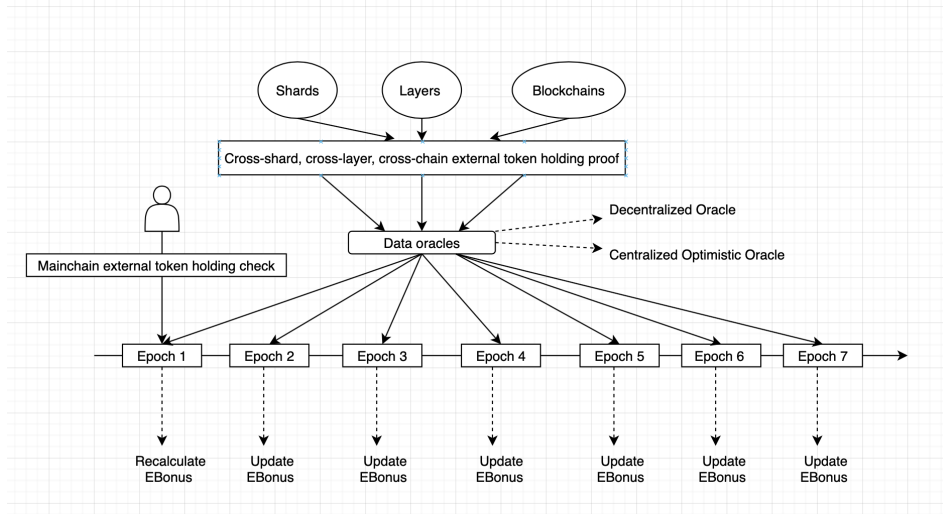 Shards
Layers
Blockchains
Cross-shard, cross-layer, cross-chain external token holding proof
Decentralized Oracle
Data oracles
Centralized Optimistic Oracle
Mainchain external token holding check
Epoch 1
Epoch 2
Epoch 3
Epoch 4
Epoch 5
Epoch 6
Epoch 7
Recalculate
EBonus
Update
EBonus
Update
EBonus
Update
EBonus
Update
EBonus
Update
EBonus
Update
EBonus